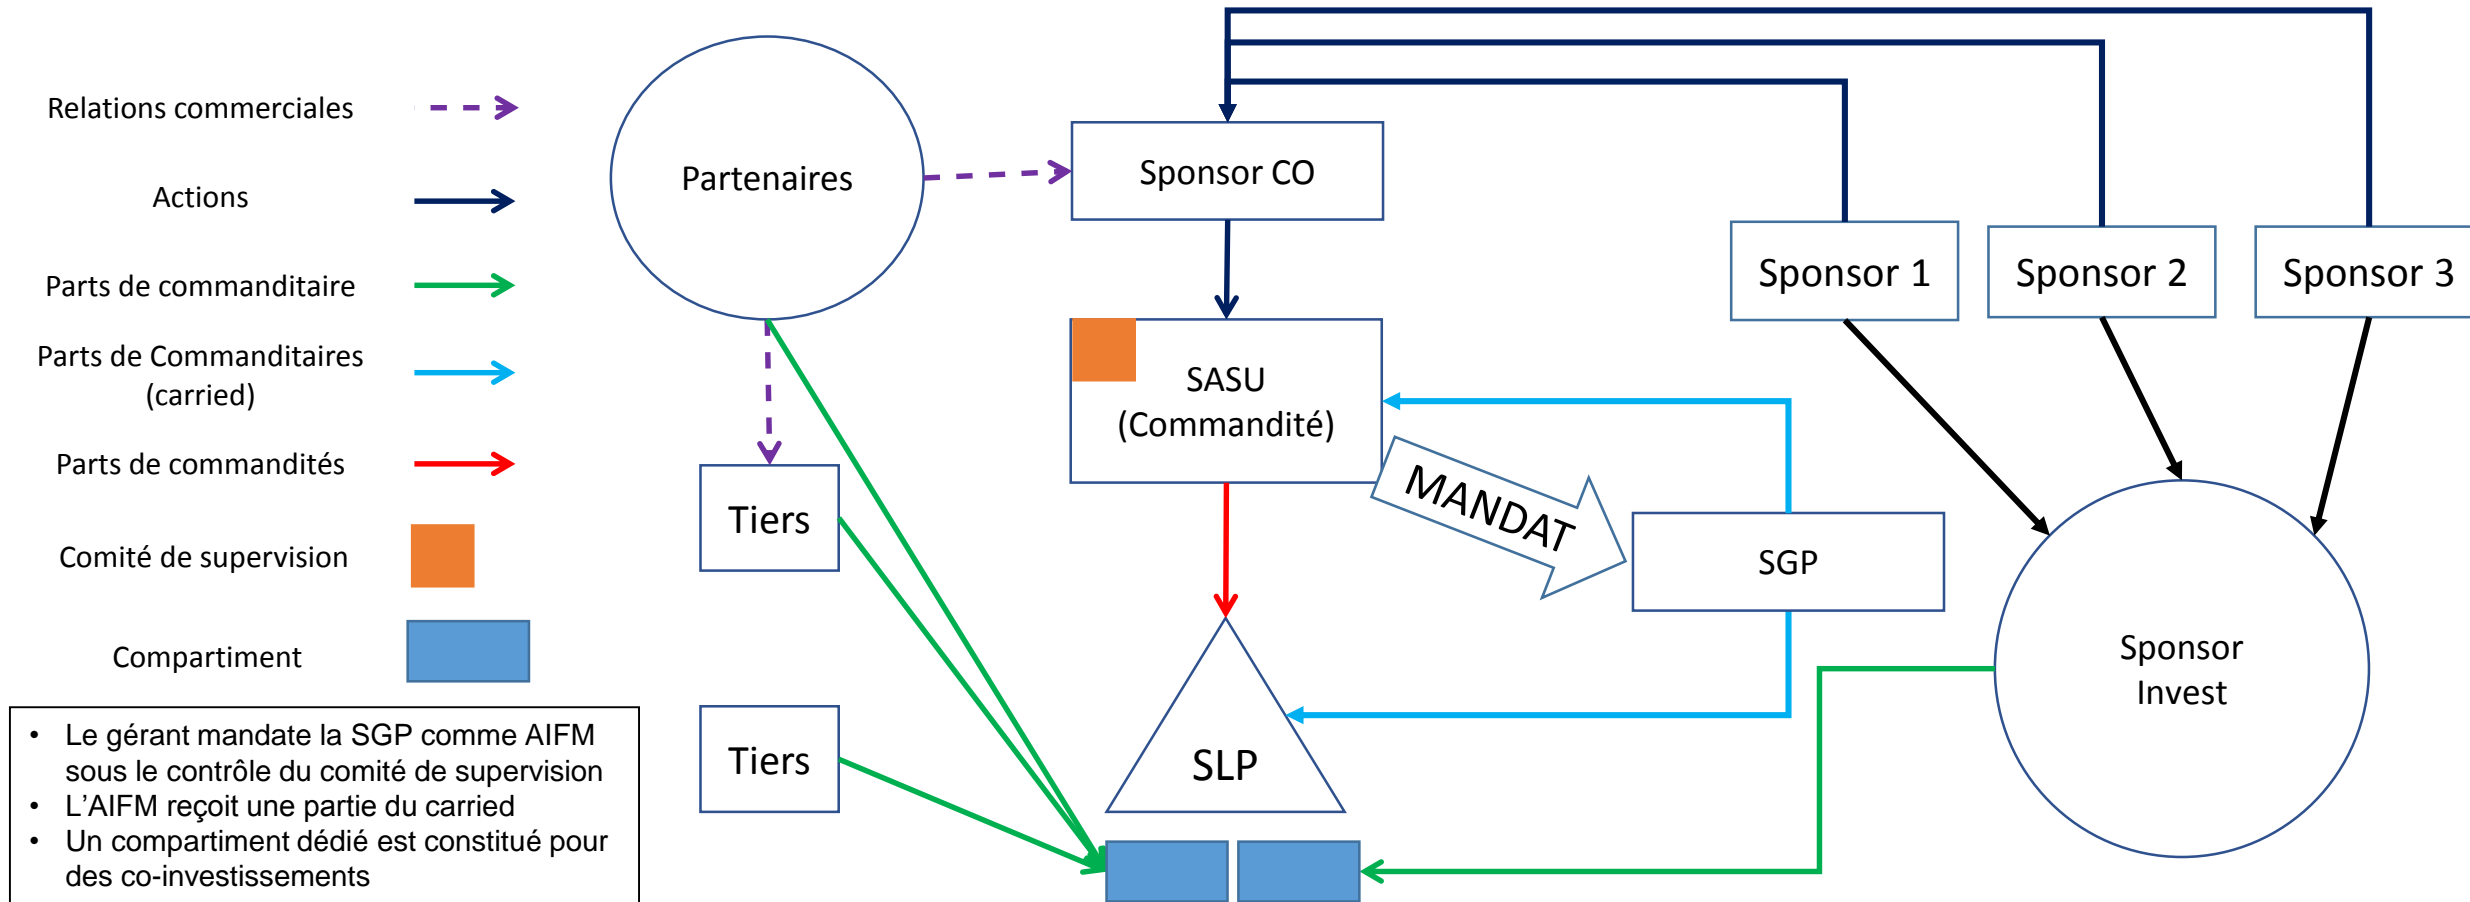 Relations commerciales
Actions
Parts de commanditaire
Parts de Commanditaires
(carried)
Parts de commandités
Comité de supervision
Compartiment
• Le gérant mandate la SGP comme AIFM
sous le contrôle du comité de supervision
• L’AIFM reçoit une partie du carried
• Un compartiment dédié est constitué pour
des co-investissements
Partenaires
Tiers
Tiers
Sponsor CO
SASU
(Commandité)
MANDAT
SLP
SGP
Sponsor 1
Sponsor 2
Sponsor 3
Sponsor
Invest